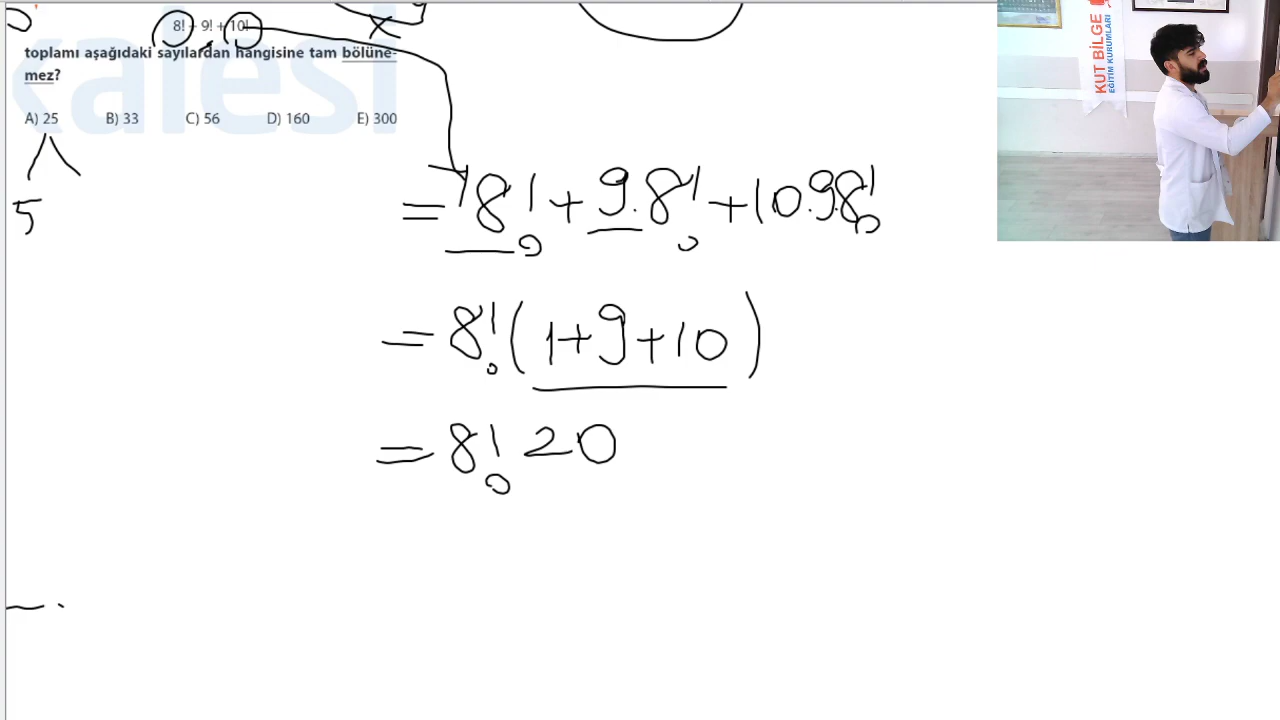 8! + 9! + 10!
toplamı aşağıdaki sayılardan hangisine tam bölüne-
mez?
A) 25 B) 33 C) 56 D) 160 E) 300
5
= 8! + 9.8! + 10.9.8!
= 8! (1+9+10)
= 8! 20
KUT BİLGE
EĞİTİM KURUMLARI
kalesi